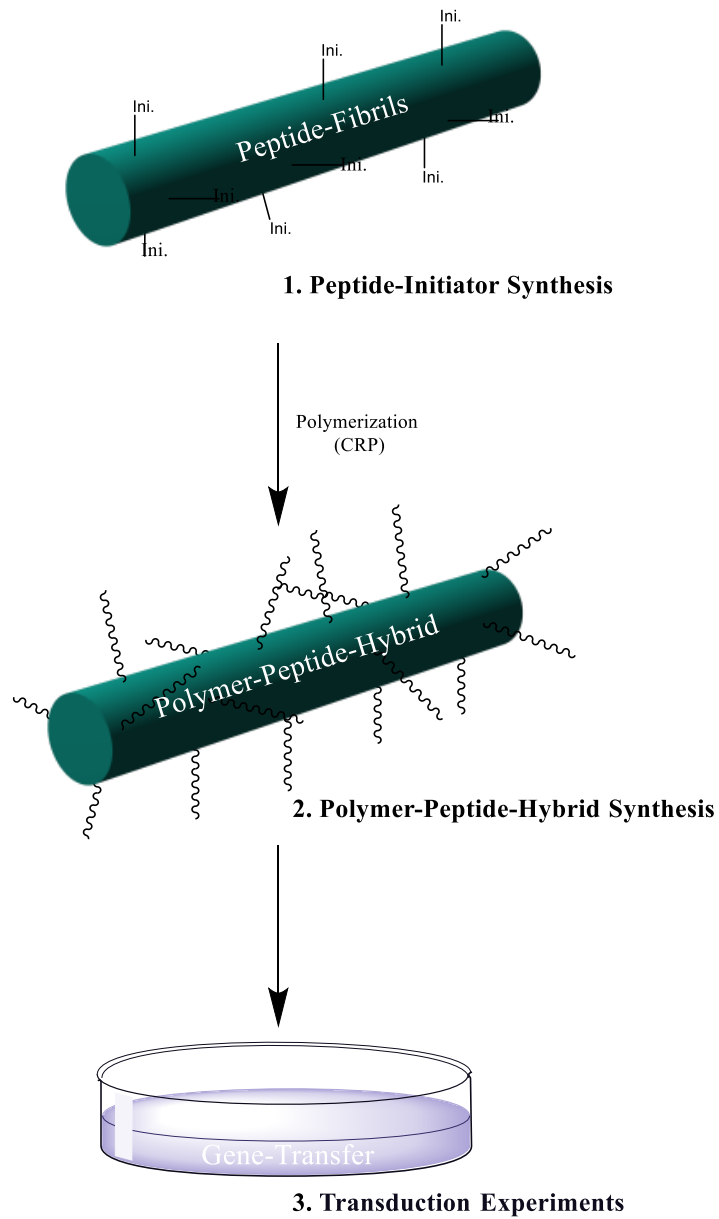 Ini.
Ini.
Ini.
Peptide-Fibrils
Ini.
Ini.
Ini.
Ini.
Ini.
Ini.
1. Peptide-Initiator Synthesis
Polymerization
(CRP)
Polymer-Peptide-Hybrid
2. Polymer-Peptide-Hybrid Synthesis
Gene-Transfer
3. Transduction Experiments